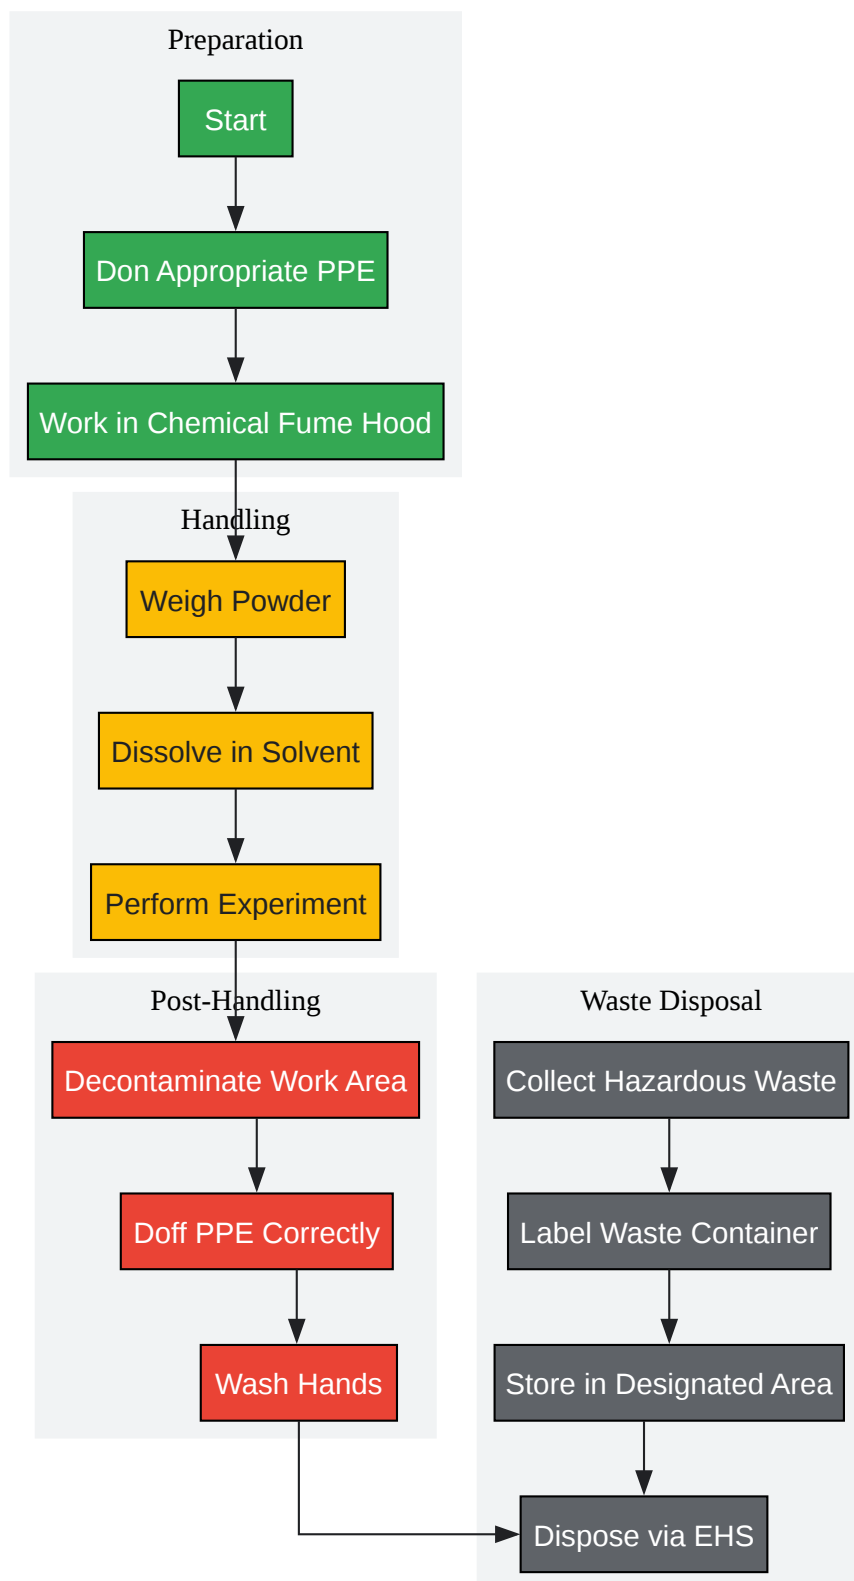 Preparation
Start
Don Appropriate PPE
Work in Chemical Fume Hood
Handling
Weigh Powder
Dissolve in Solvent
Perform Experiment
Post-Handling
Decontaminate Work Area
Doff PPE Correctly
Wash Hands
Waste Disposal
Collect Hazardous Waste
Label Waste Container
Store in Designated Area
Dispose via EHS